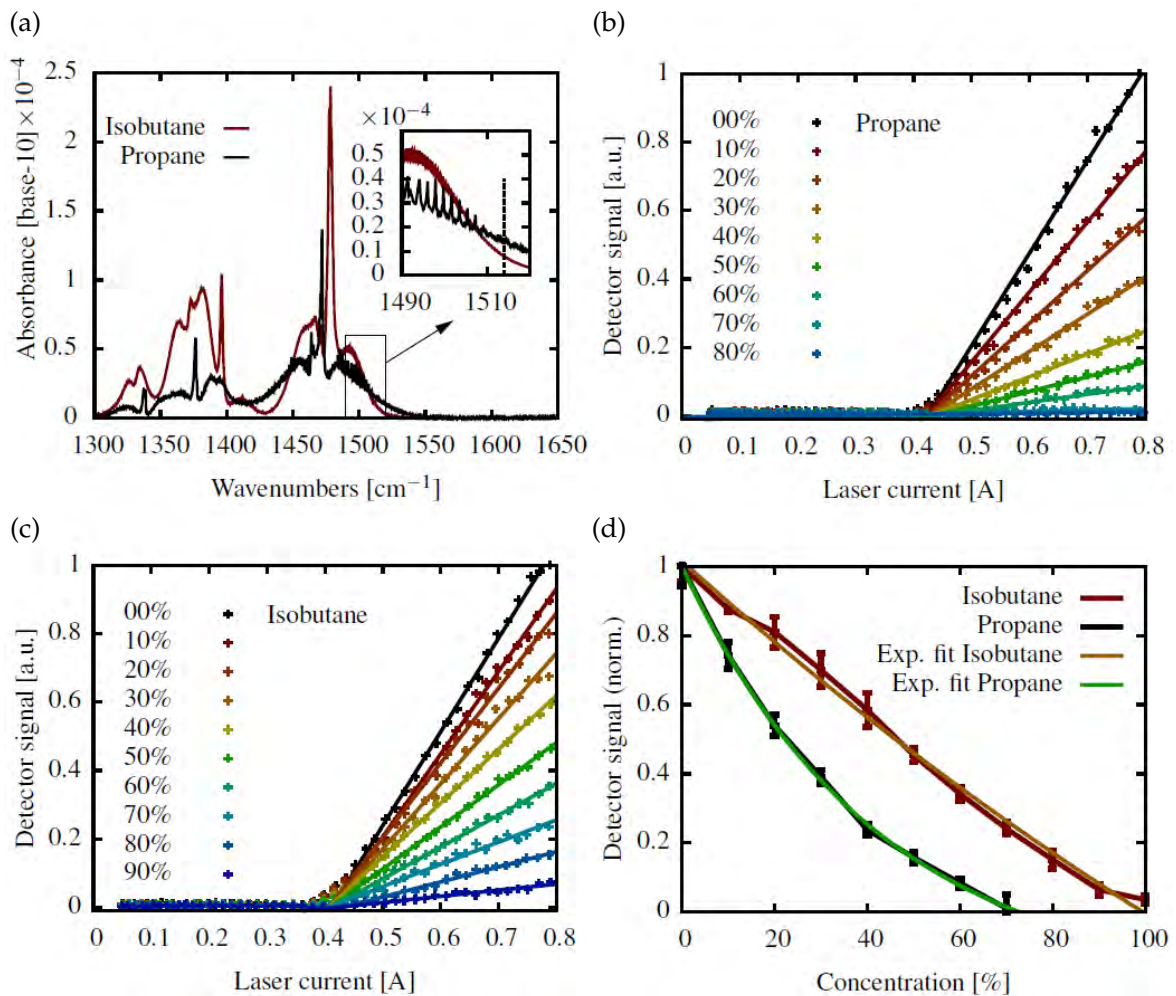 (a)
Absorbance [base-10]×10⁻⁴
2.5
2
1.5
1
0.5
0
Isobutane
Propane
×10⁻⁴
0.5
0.4
0.3
0.2
0.1
0
1490
1510
1300 1350 1400 1450 1500 1550 1600 1650
Wavenumbers [cm⁻¹]
(b)
Detector signal [a.u.]
1
0.8
0.6
0.4
0.2
0
00%
Propane
10%
20%
30%
40%
50%
60%
70%
80%
0 0.1 0.2 0.3 0.4 0.5 0.6 0.7 0.8
Laser current [A]
(c)
Detector signal [a.u.]
1
0.8
0.6
0.4
0.2
0
00%
Isobutane
10%
20%
30%
40%
50%
60%
70%
80%
90%
0 0.1 0.2 0.3 0.4 0.5 0.6 0.7 0.8
Laser current [A]
(d)
Detector signal (norm.)
1
0.8
0.6
0.4
0.2
0
Isobutane
Propane
Exp. fit Isobutane
Exp. fit Propane
0 20 40 60 80 100
Concentration [%]